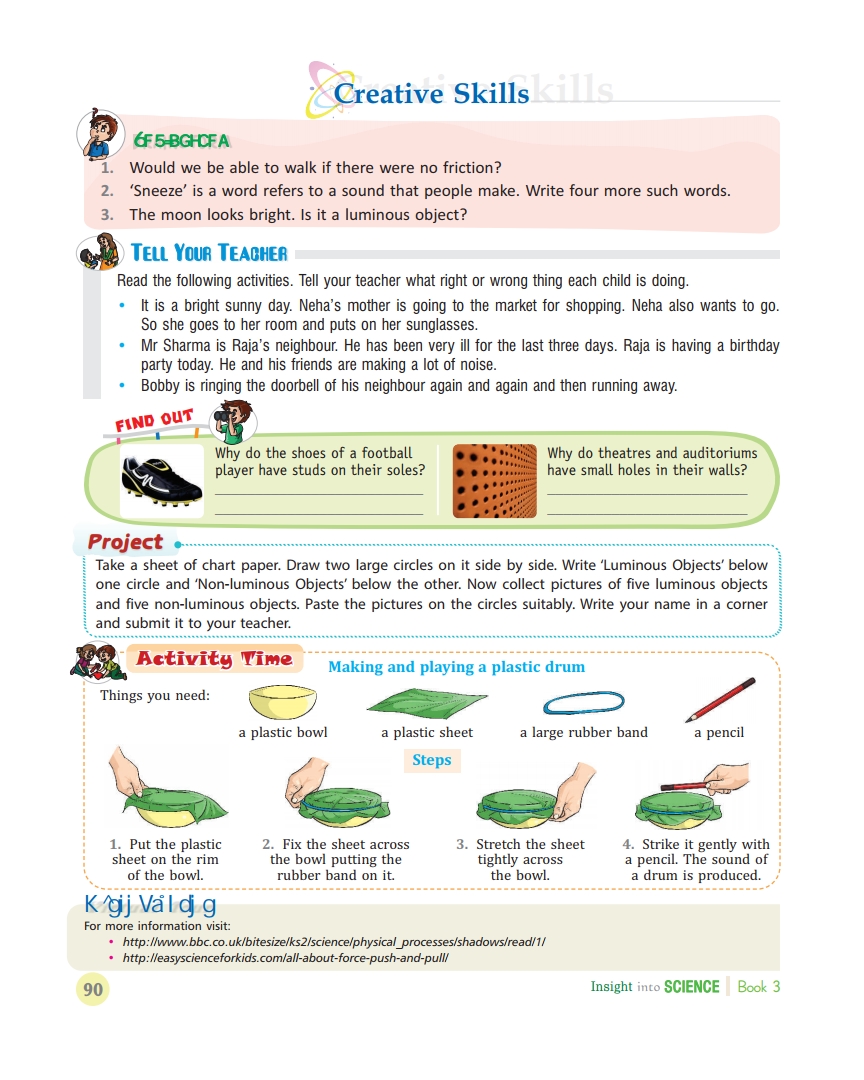 Creative Skills
6F5=BGHCFA
1. Would we be able to walk if there were no friction?
2. ‘Sneeze’ is a word refers to a sound that people make. Write four more such words.
3. The moon looks bright. Is it a luminous object?
TELL YOUR TEACHER
Read the following activities. Tell your teacher what right or wrong thing each child is doing.
• It is a bright sunny day. Neha’s mother is going to the market for shopping. Neha also wants to go.
So she goes to her room and puts on her sunglasses.
• Mr Sharma is Raja’s neighbour. He has been very ill for the last three days. Raja is having a birthday
party today. He and his friends are making a lot of noise.
• Bobby is ringing the doorbell of his neighbour again and again and then running away.
FIND OUT
Why do the shoes of a football
player have studs on their soles?
Why do theatres and auditoriums
have small holes in their walls?
Project
Take a sheet of chart paper. Draw two large circles on it side by side. Write ‘Luminous Objects’ below
one circle and ‘Non-luminous Objects’ below the other. Now collect pictures of five luminous objects
and five non-luminous objects. Paste the pictures on the circles suitably. Write your name in a corner
and submit it to your teacher.
Activity Time
Making and playing a plastic drum
Things you need:
a plastic bowl
a plastic sheet
a large rubber band
a pencil
Steps
1. Put the plastic
sheet on the rim
of the bowl.
2. Fix the sheet across
the bowl putting the
rubber band on it.
3. Stretch the sheet
tightly across
the bowl.
4. Strike it gently with
a pencil. The sound of
a drum is produced.
For more information visit:
• http://www.bbc.co.uk/bitesize/ks2/science/physical_processes/shadows/read/1/
• http://easyscienceforkids.com/all-about-force-push-and-pull/
90
Insight into SCIENCE | Book 3